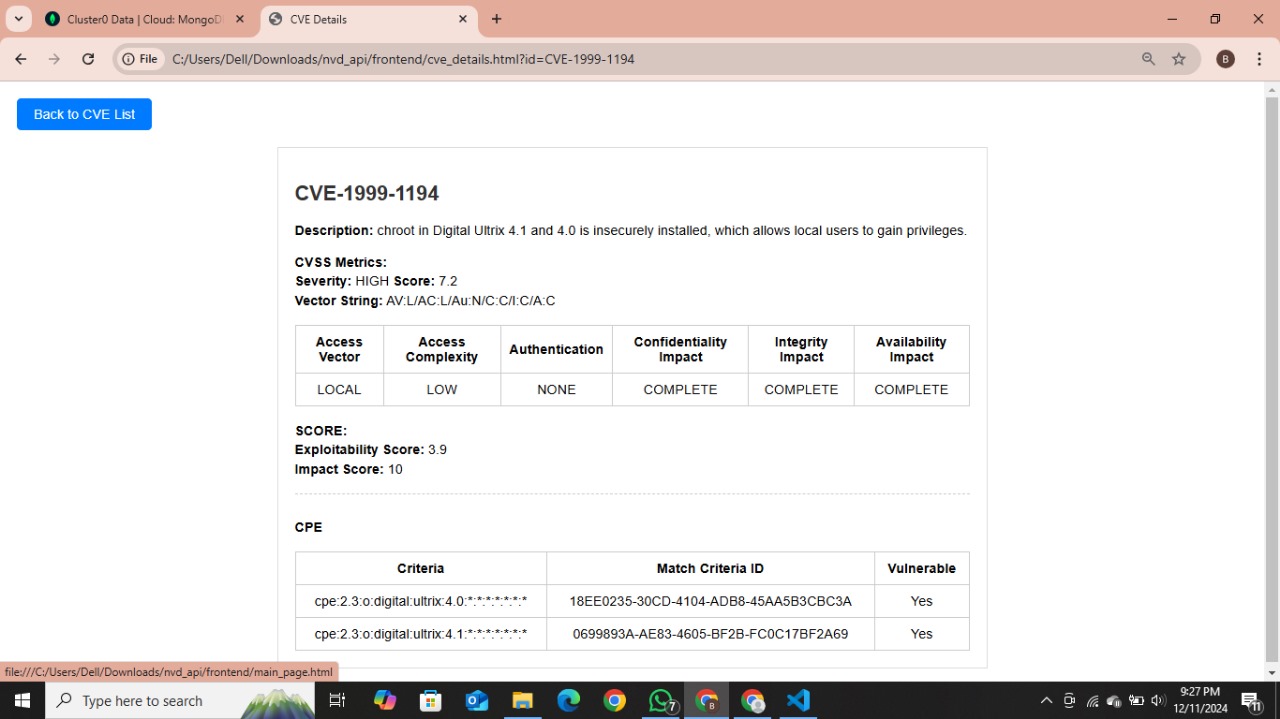 Cluster0 Data | Cloud: MongoD
CVE Details
File
C:/Users/Dell/Downloads/nvd_api/frontend/cve_details.html?id=CVE-1999-1194
B
Back to CVE List
CVE-1999-1194
Description: chroot in Digital Ultrix 4.1 and 4.0 is insecurely installed, which allows local users to gain privileges.
CVSS Metrics:
Severity: HIGH Score: 7.2
Vector String: AV:L/AC:L/Au:N/C:C/I:C/A:C
Access Vector Access Complexity Authentication Confidentiality Impact Integrity Impact Availability Impact
LOCAL LOW NONE COMPLETE COMPLETE COMPLETE
SCORE:
Exploitability Score: 3.9
Impact Score: 10
CPE
Criteria Match Criteria ID Vulnerable
cpe:2.3:o:digital:ultrix:4.0:*:*:*:*:*:*:* 18EE0235-30CD-4104-ADB8-45AA5B3CBC3A Yes
cpe:2.3:o:digital:ultrix:4.1:*:*:*:*:*:*:* 0699893A-AE83-4605-BF2B-FC0C17BF2A69 Yes
file:///C:/Users/Dell/Downloads/nvd_api/frontend/main_page.html
Type here to search
7
B
9:27 PM
12/11/2024
11